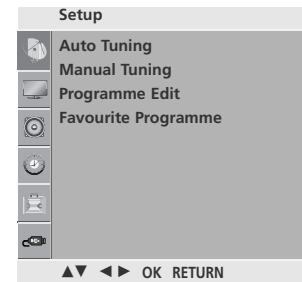 Setup
Auto Tuning
Manual Tuning
Programme Edit
Favourite Programme
▲▼ ◄► OK RETURN